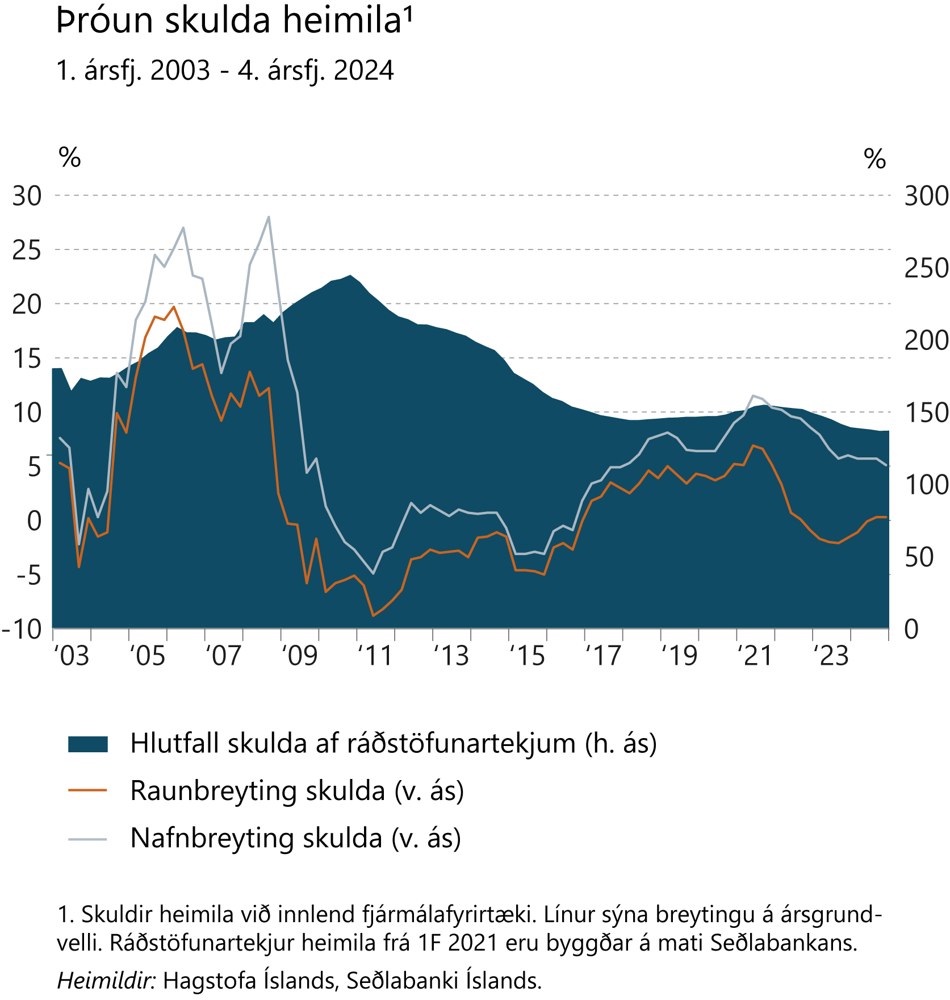 Þróun skulda heimila¹
1. ársfj. 2003 - 4. ársfj. 2024
% %
30 300
25 250
20 200
15 150
10 100
5 50
0 0
-5
-10
‘03 ‘05 ‘07 ‘09 ‘11 ‘13 ‘15 ‘17 ‘19 ‘21 ‘23
Hlutfall skulda af ráðstöfunartekjum (h. ás)
Raunbreyting skulda (v. ás)
Nafnbreyting skulda (v. ás)
1. Skuldir heimila við innlend fjármálafyrirtæki. Línur sýna breytingu á ársgrund-
velli. Ráðstöfunartekjur heimila frá 1F 2021 eru byggðar á mati Seðlabankans.
Heimildir: Hagstofa Íslands, Seðlabanki Íslands.